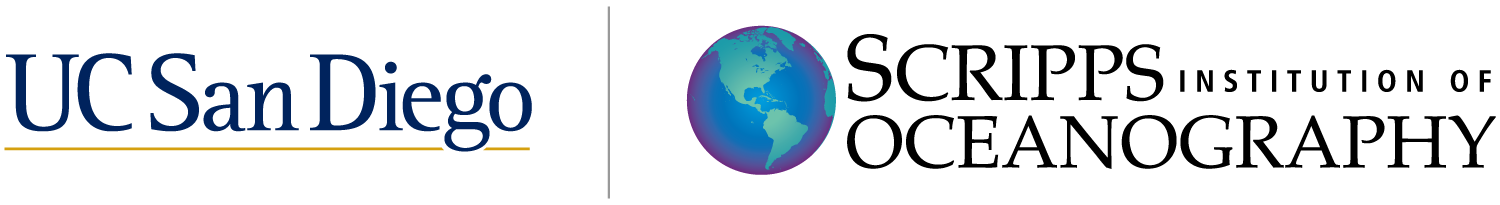 UC San Diego
SCRIPPS INSTITUTION OF
OCEANOGRAPHY